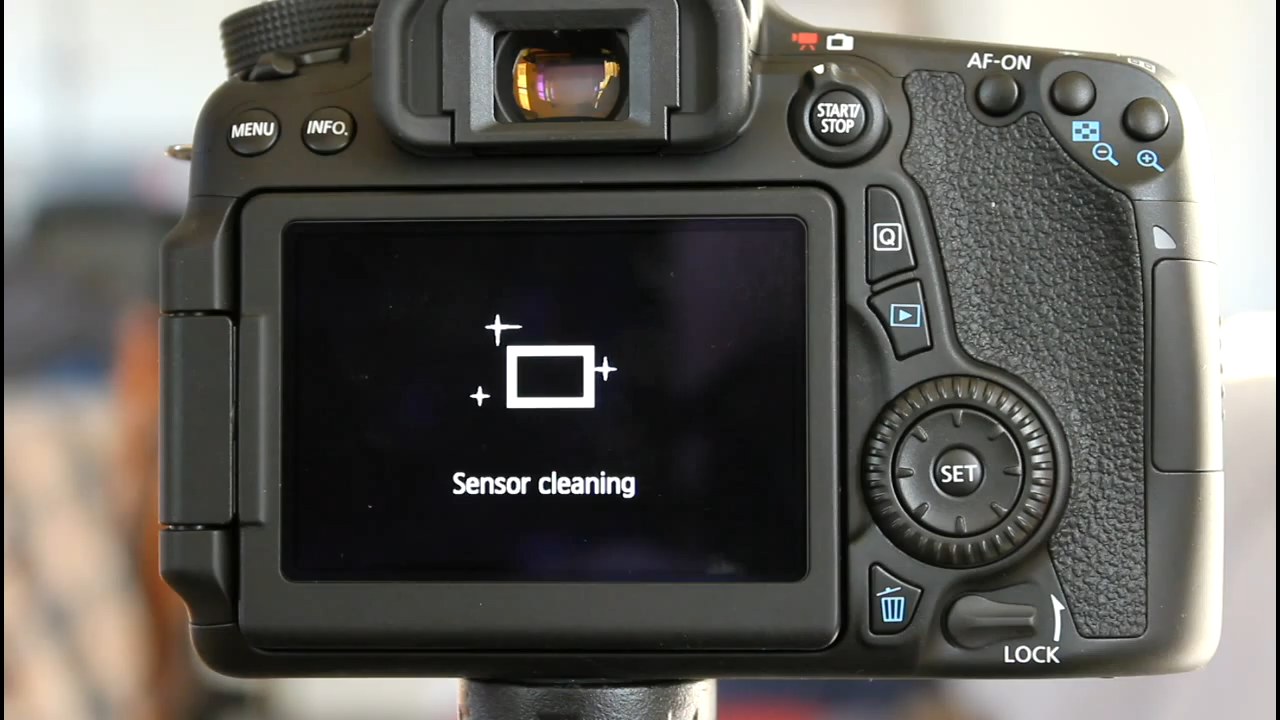 AF-ON
MENU
INFO.
START/
STOP
Q
Sensor cleaning
SET
LOCK